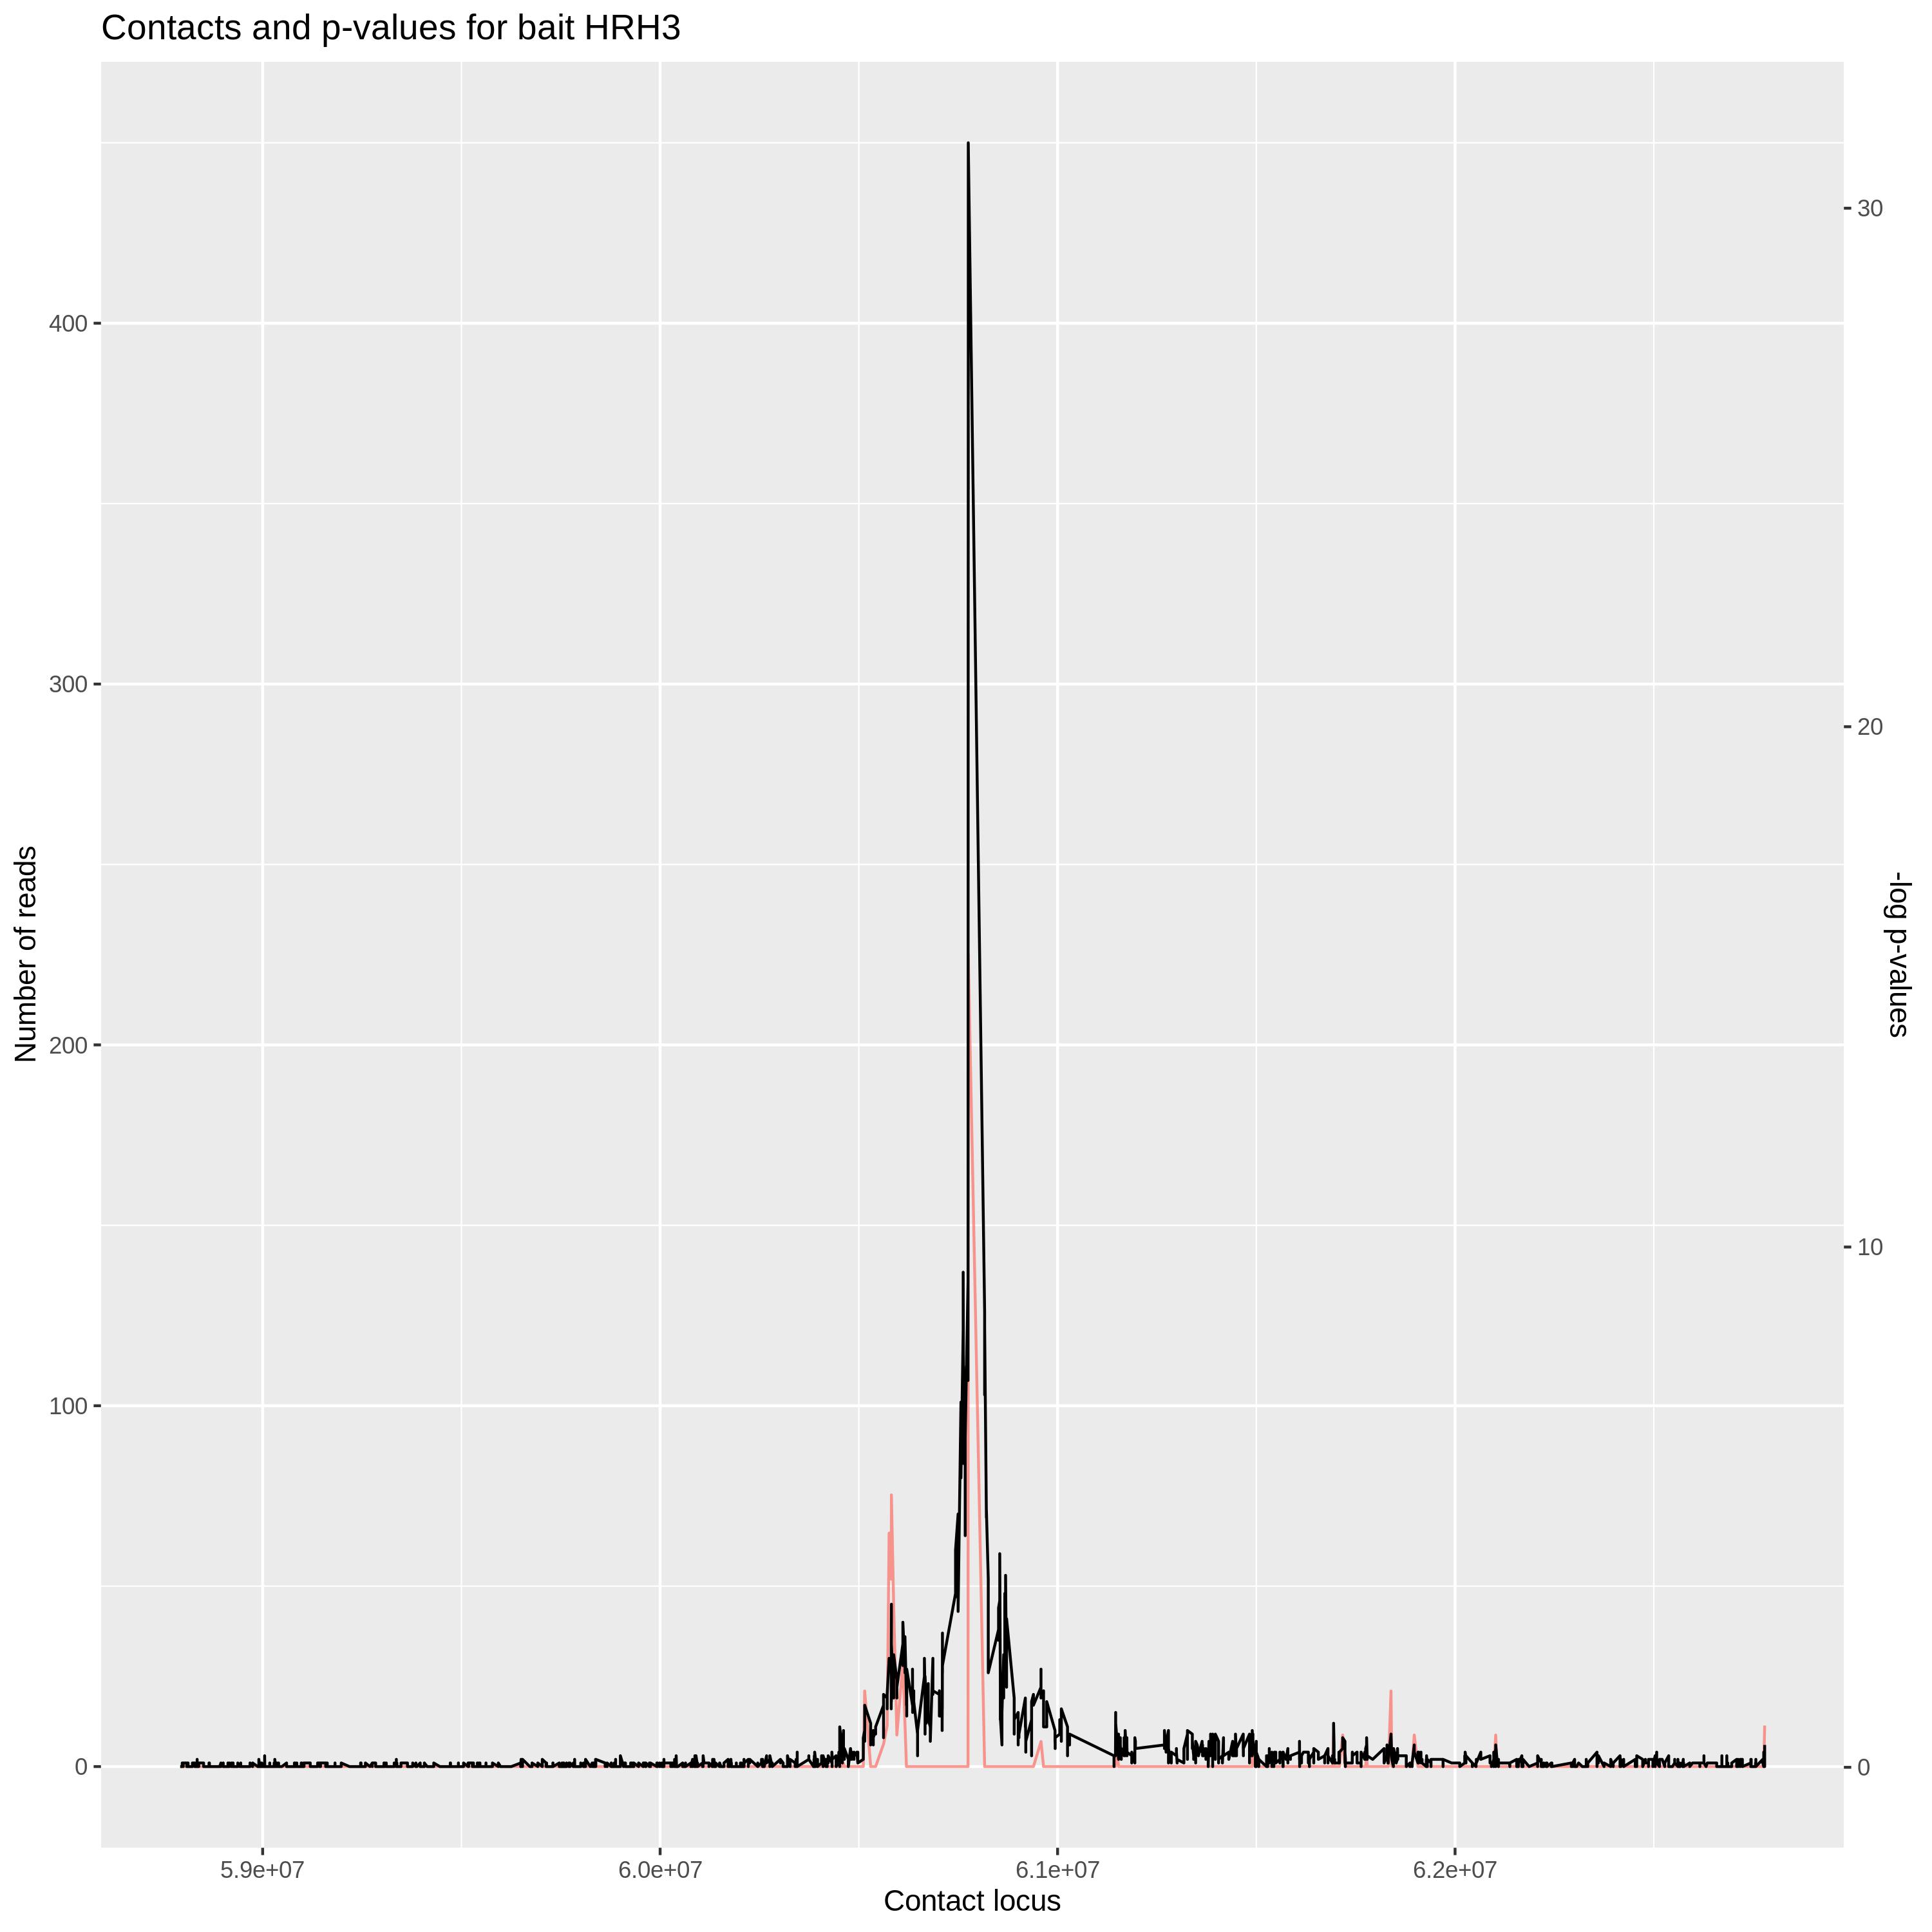 Contacts and p-values for bait HRH3
400
300
200
100
0
30
20
10
0
Number of reads
-log p-values
5.9e+07 6.0e+07 6.1e+07 6.2e+07
Contact locus